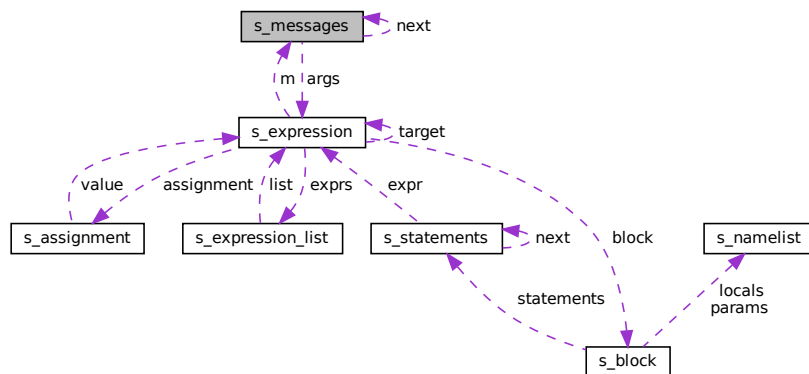 s_messages
next
m
args
s_expression
target
value
assignment
list
exprs
expr
block
s_assignment
s_expression_list
s_statements
next
s_namelist
statements
locals
params
s_block